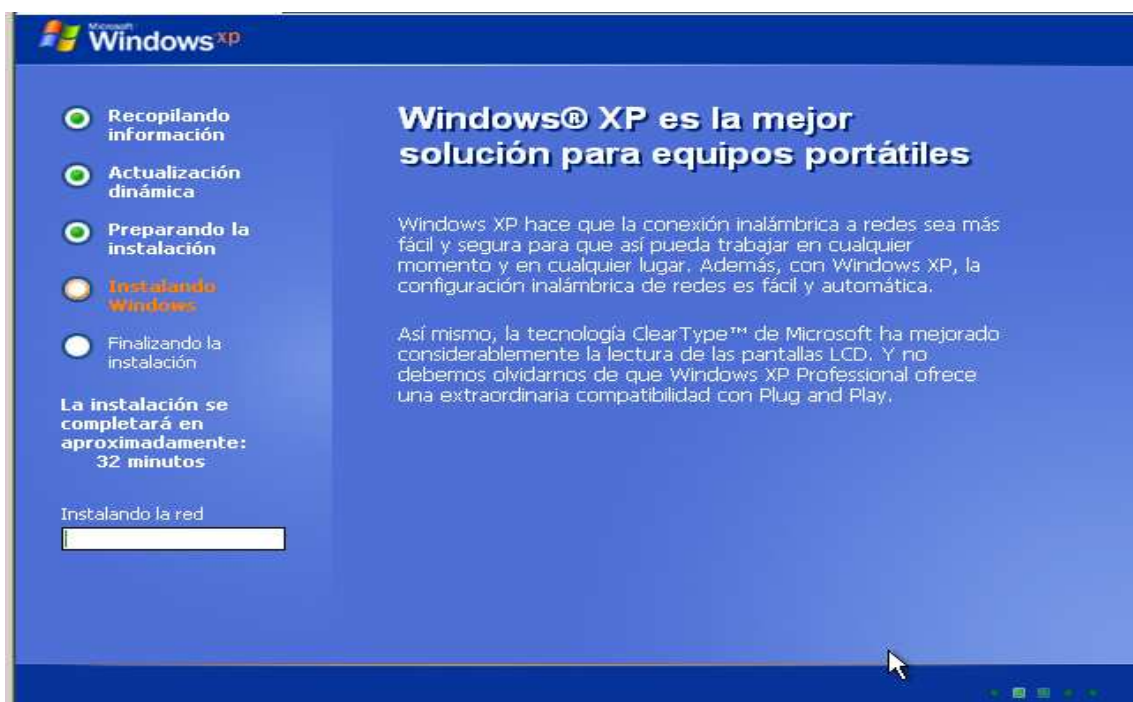 Microsoft
Windows xp
Recopilando
información
Actualización
dinámica
Preparando la
instalación
Instalando
Windows
Finalizando la
instalación
La instalación se
completará en
aproximadamente:
32 minutos
Instalando la red
Windows® XP es la mejor
solución para equipos portátiles
Windows XP hace que la conexión inalámbrica a redes sea más
fácil y segura para que así pueda trabajar en cualquier
momento y en cualquier lugar. Además, con Windows XP, la
configuración inalámbrica de redes es fácil y automática.
Así mismo, la tecnología ClearType™ de Microsoft ha mejorado
considerablemente la lectura de las pantallas LCD. Y no
debemos olvidarnos de que Windows XP Professional ofrece
una extraordinaria compatibilidad con Plug and Play.